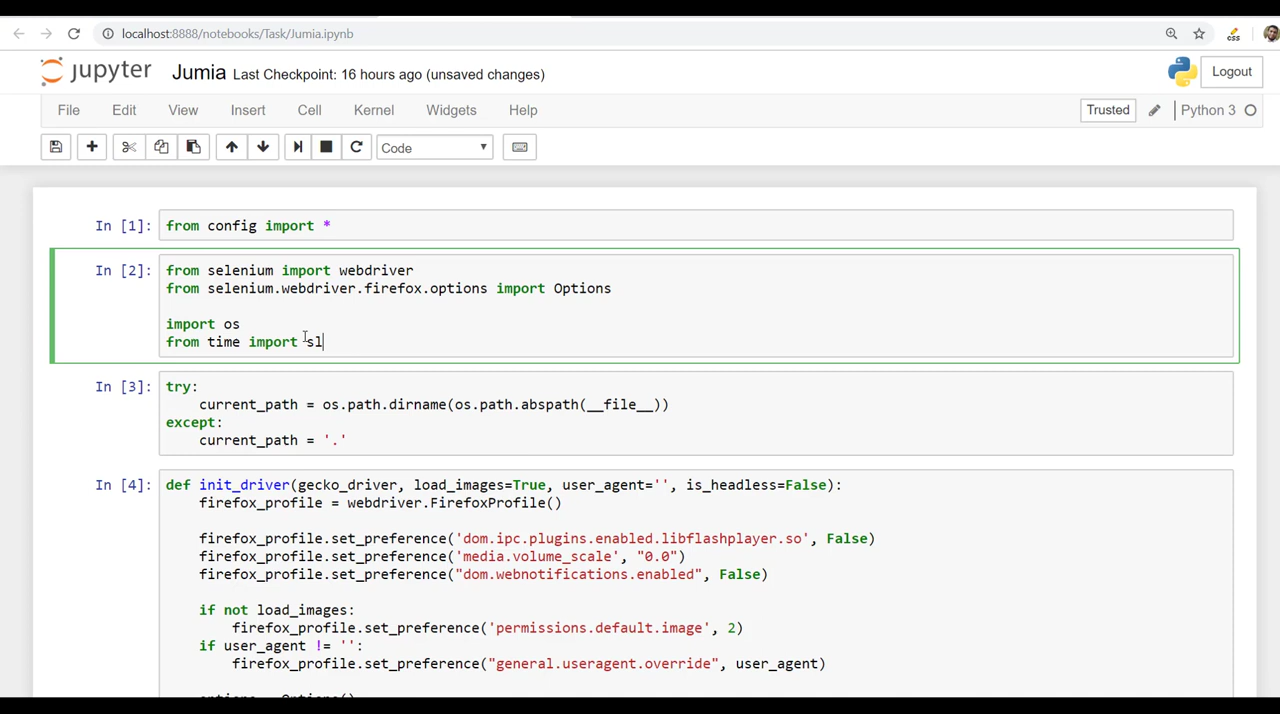 localhost:8888/notebooks/Task/Jumia.ipynb
css
jupyter Jumia Last Checkpoint: 16 hours ago (unsaved changes) Logout
File Edit View Insert Cell Kernel Widgets Help Trusted Python 3
Code
In [1]: from config import *
In [2]: from selenium import webdriver
from selenium.webdriver.firefox.options import Options
import os
from time import sl
In [3]: try:
current_path = os.path.dirname(os.path.abspath(__file__))
except:
current_path = '.'
In [4]: def init_driver(gecko_driver, load_images=True, user_agent='', is_headless=False):
firefox_profile = webdriver.FirefoxProfile()
firefox_profile.set_preference('dom.ipc.plugins.enabled.libflashplayer.so', False)
firefox_profile.set_preference('media.volume_scale', "0.0")
firefox_profile.set_preference("dom.webnotifications.enabled", False)
if not load_images:
firefox_profile.set_preference('permissions.default.image', 2)
if user_agent != '':
firefox_profile.set_preference("general.useragent.override", user_agent)
options = Options()